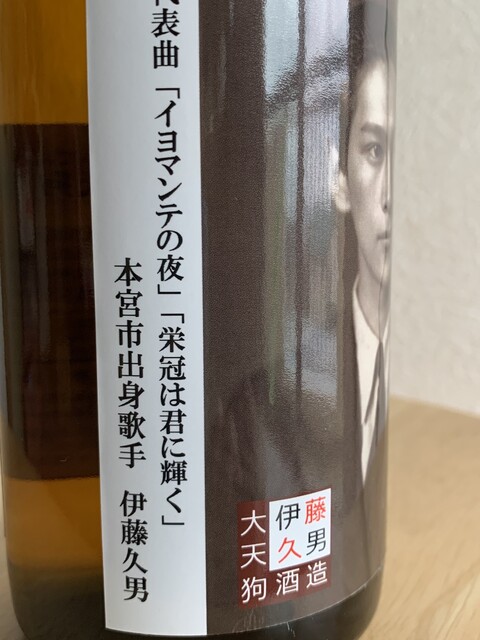 代表曲「イヨマンテの夜」「栄冠は君に輝く」
本宮市出身歌手　伊藤久男
伊藤
久男
大天狗酒造